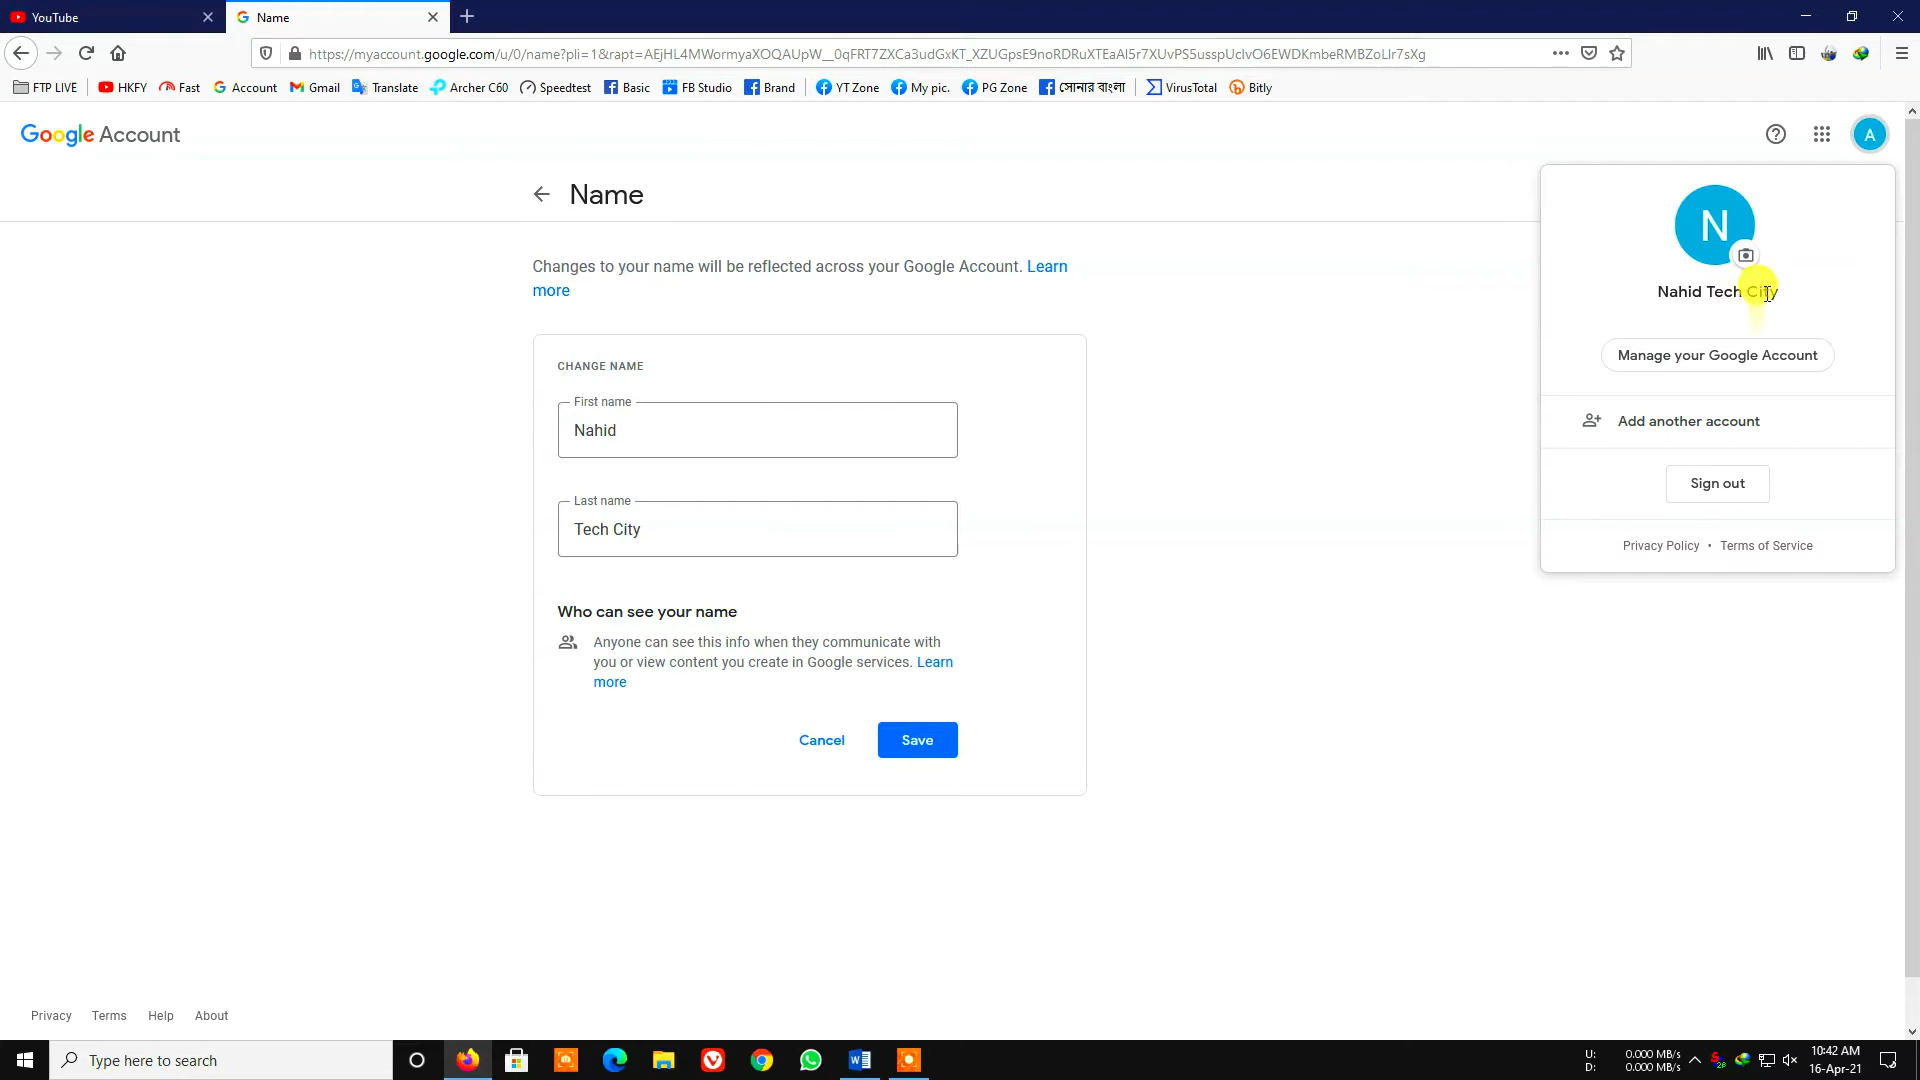 YouTube
Name
https://myaccount.google.com/u/0/name?pli=1&rapt=AEjHL4MWormyaXOQAUpW__0qFRT7ZXCa3udGxKT_XZUGpsE9noRDRuXTEaAl5r7XUvPS5usspUcIvO6EWDKmbeRMBZoLIr7sXg
FTP LIVE HKFY Fast Account Gmail Translate Archer C60 Speedtest Basic FB Studio Brand YT Zone My pic. PG Zone সোনার বাংলা VirusTotal Bitly
Google Account
A
Name
N
Nahid Tech City
Manage your Google Account
Add another account
Sign out
Privacy Policy • Terms of Service
Changes to your name will be reflected across your Google Account. Learn
more
CHANGE NAME
First name
Nahid
Last name
Tech City
Who can see your name
Anyone can see this info when they communicate with
you or view content you create in Google services. Learn
more
Cancel Save
Privacy Terms Help About
Type here to search
U: 0.000 MB/s
D: 0.000 MB/s
10:42 AM
16-Apr-21